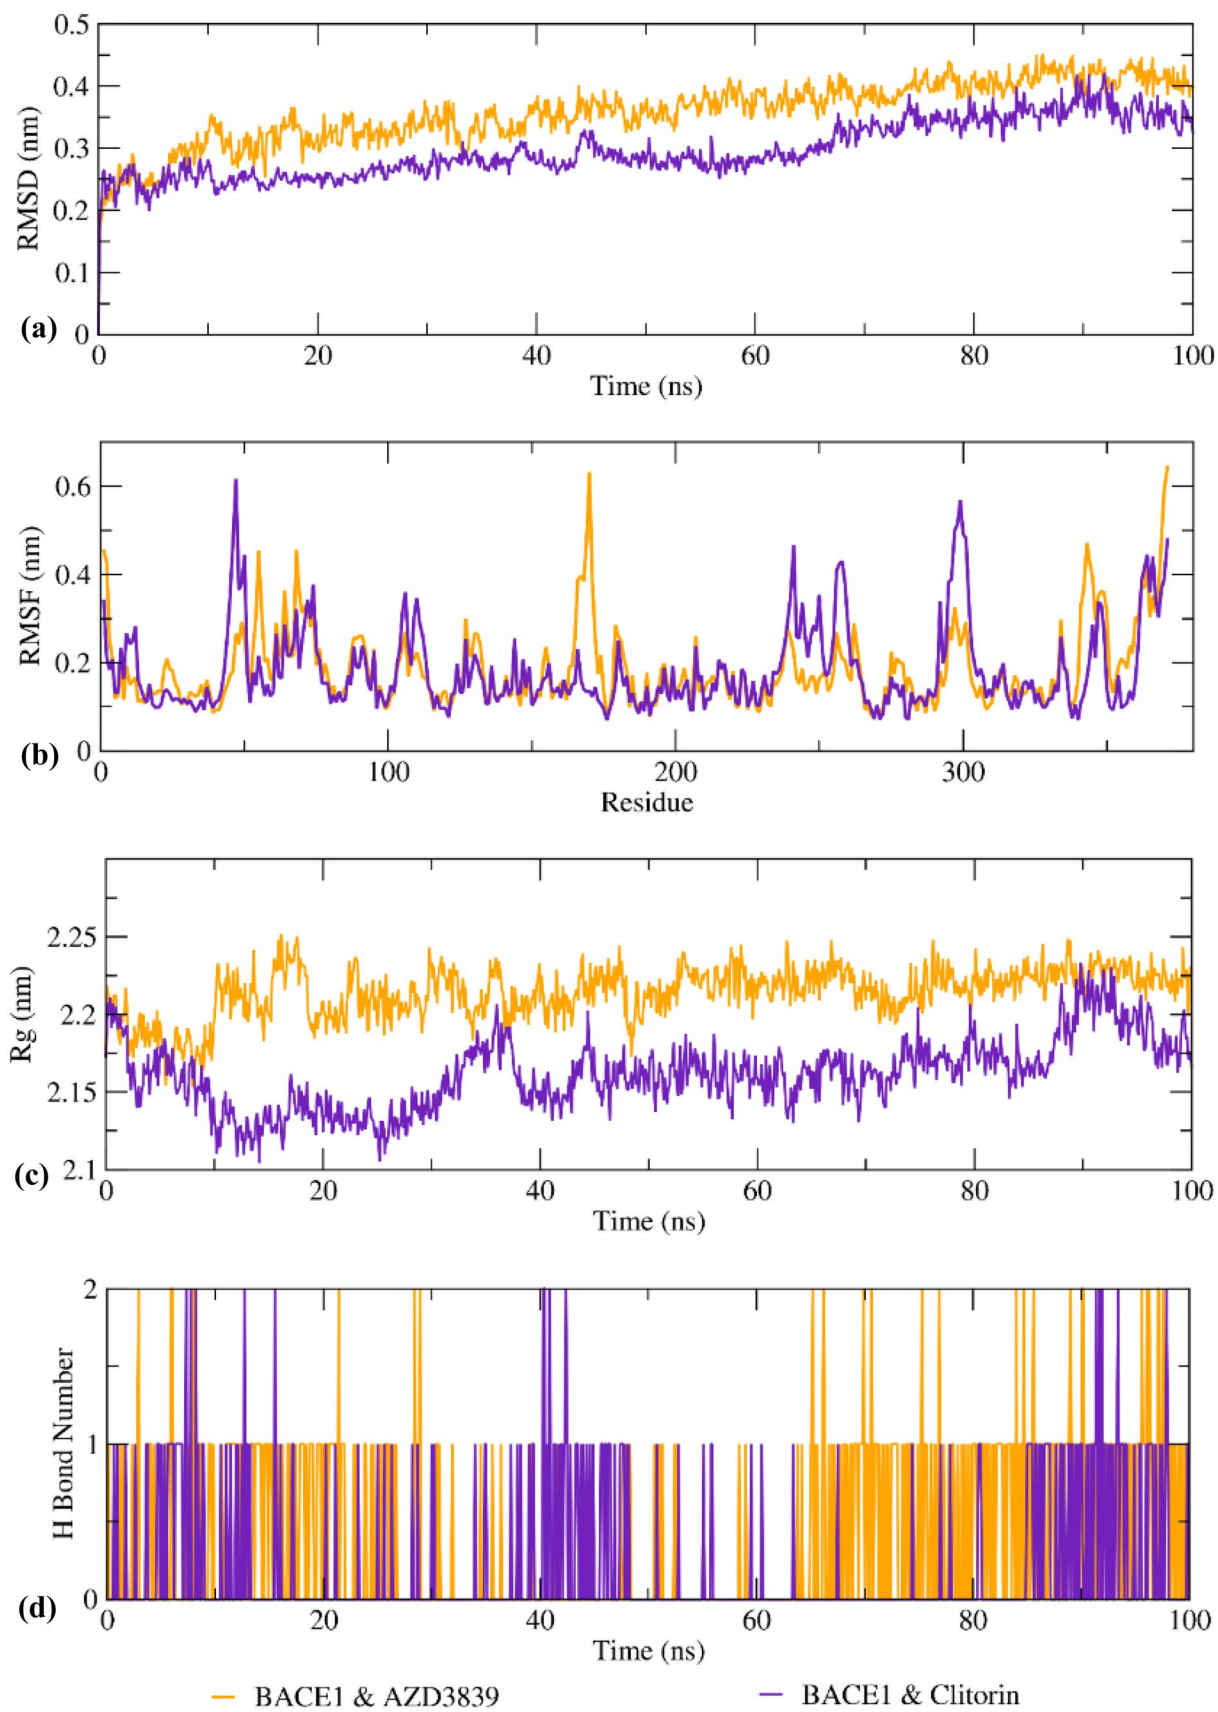 0.5
0.4
0.3
0.2
0.1
0
RMSD (nm)
(a)
0 20 40 60 80 100
Time (ns)
0.6
0.4
0.2
0
RMSF (nm)
(b)
0 100 200 300
Residue
2.25
2.2
2.15
2.1
Rg (nm)
(c)
0 20 40 60 80 100
Time (ns)
2
1
0
H Bond Number
(d)
0 20 40 60 80 100
Time (ns)
BACE1 & AZD3839 BACE1 & Clitorin